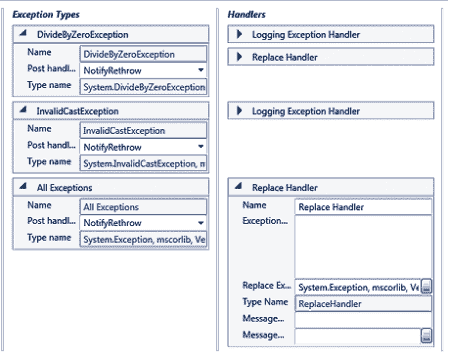 Exception Types
DivideByZeroException
Name DivideByZeroException
Post handl... NotifyRethrow
Type name System.DivideByZeroException
InvalidCastException
Name InvalidCastException
Post handl... NotifyRethrow
Type name System.InvalidCastException, m
All Exceptions
Name All Exceptions
Post handl... NotifyRethrow
Type name System.Exception, mscorlib, Ve
Handlers
Logging Exception Handler
Replace Handler
Logging Exception Handler
Replace Handler
Name Replace Handler
Exception...
Replace Ex... System.Exception, mscorlib, Ve
Type Name ReplaceHandler
Message...
Message...